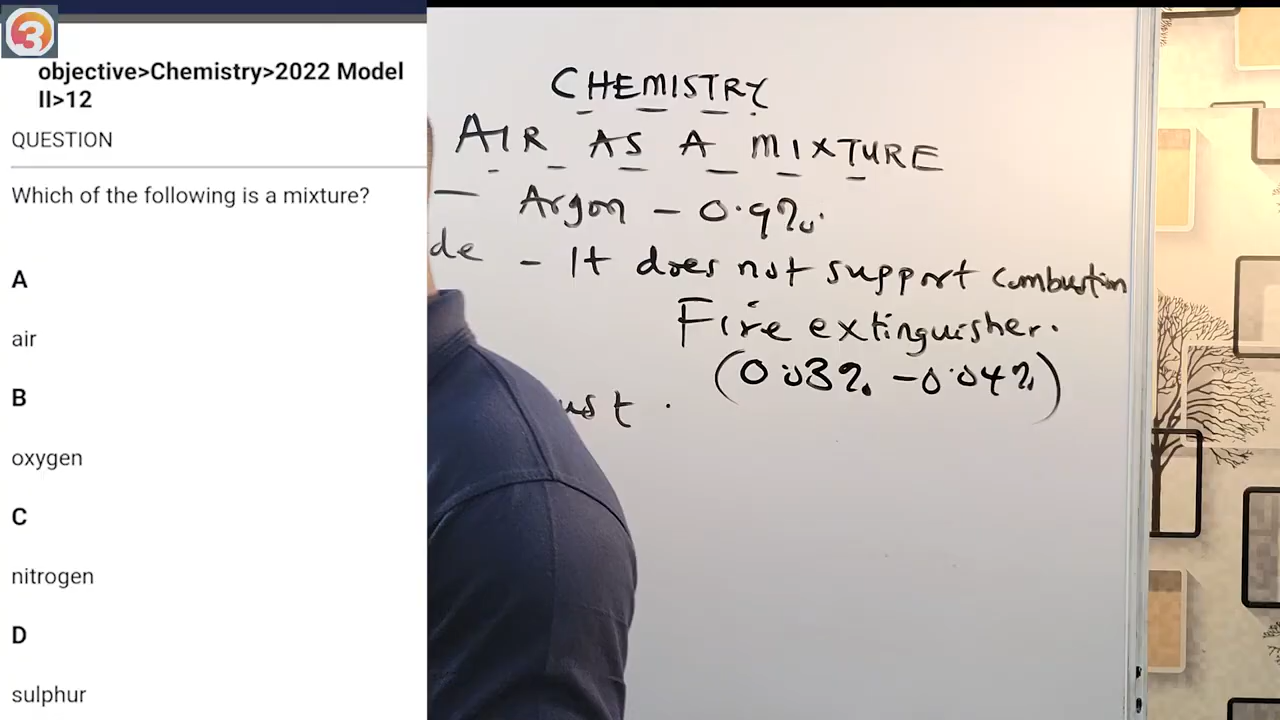 3
objective>Chemistry>2022 Model
II>12
QUESTION
Which of the following is a mixture?
A
air
B
oxygen
C
nitrogen
D
sulphur
CHEMISTRY
AIR AS A MIXTURE
— Argon - 0.9%.
de - It does not support combustion
Fire extinguisher.
(0.03% - 0.04%)
ust .